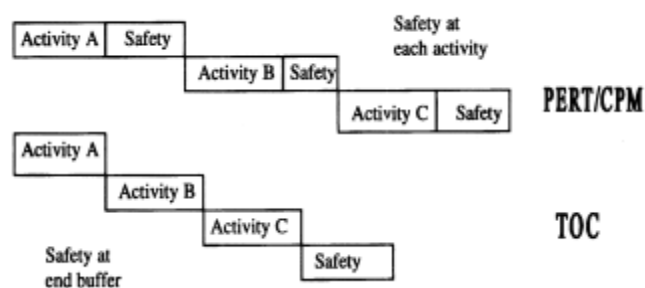 Safety at
each activity
Activity A Safety
Activity B Safety
Activity C Safety
PERT/CPM
Activity A
Activity B
Activity C
TOC
Safety at
end buffer
Safety